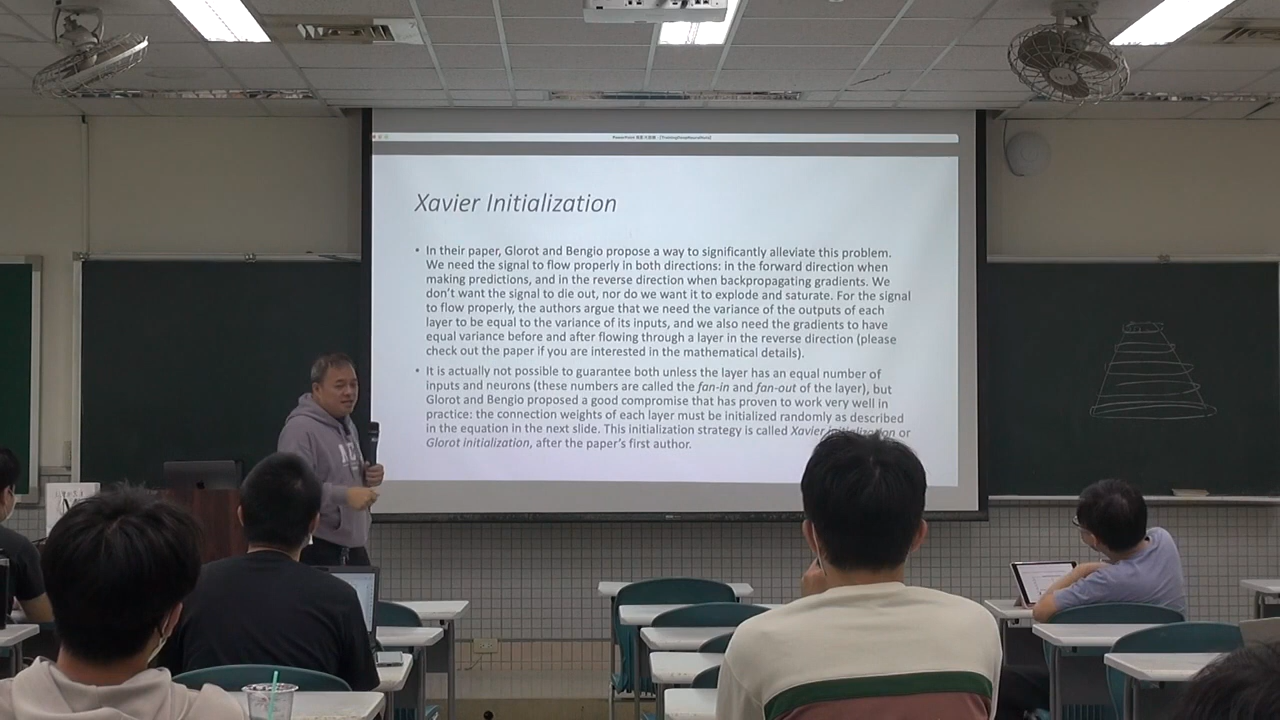 Xavier Initialization
• In their paper, Glorot and Bengio propose a way to significantly alleviate this problem.
We need the signal to flow properly in both directions: in the forward direction when
making predictions, and in the reverse direction when backpropagating gradients. We
don't want the signal to die out, nor do we want it to explode and saturate. For the signal
to flow properly, the authors argue that we need the variance of the outputs of each
layer to be equal to the variance of its inputs, and we also need the gradients to have
equal variance before and after flowing through a layer in the reverse direction (please
check out the paper if you are interested in the mathematical details).
• It is actually not possible to guarantee both unless the layer has an equal number of
inputs and neurons (these numbers are called the fan-in and fan-out of the layer), but
Glorot and Bengio proposed a good compromise that has proven to work very well in
practice: the connection weights of each layer must be initialized randomly as described
in the equation in the next slide. This initialization strategy is called Xavier initialization or
Glorot initialization, after the paper's first author.